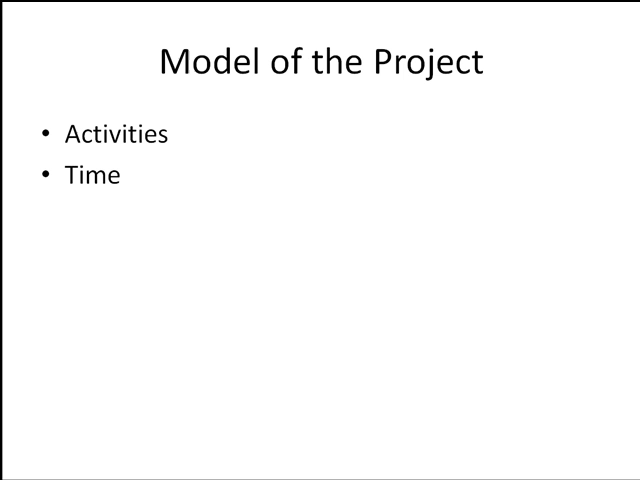 Model of the Project
• Activities
• Time